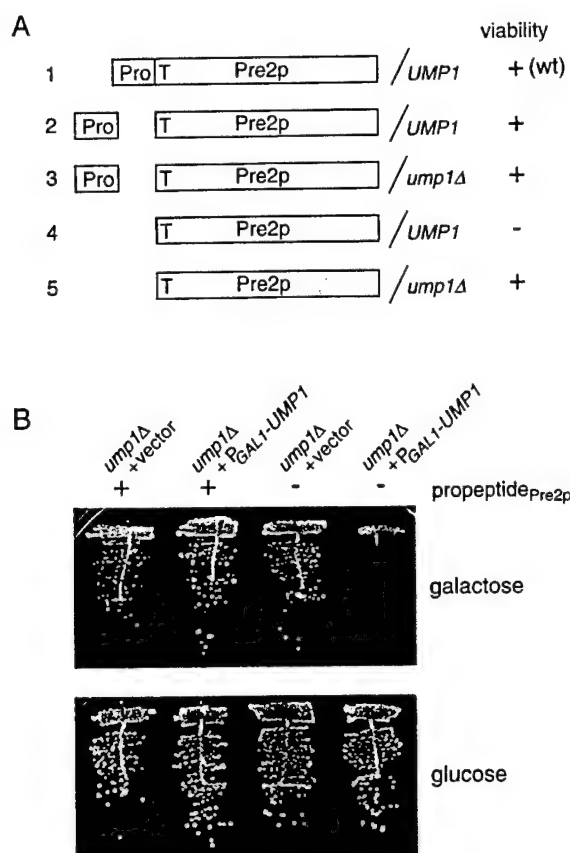 A
viability
1 Pro T Pre2p / UMP1 + (wt)
2 Pro T Pre2p / UMP1 +
3 Pro T Pre2p / ump1Δ +
4 T Pre2p / UMP1 -
5 T Pre2p / ump1Δ +
B
ump1Δ +vector ump1Δ +PGAL1-UMP1 ump1Δ +vector ump1Δ +PGAL1-UMP1
+ + - - propeptidePre2p
galactose
glucose